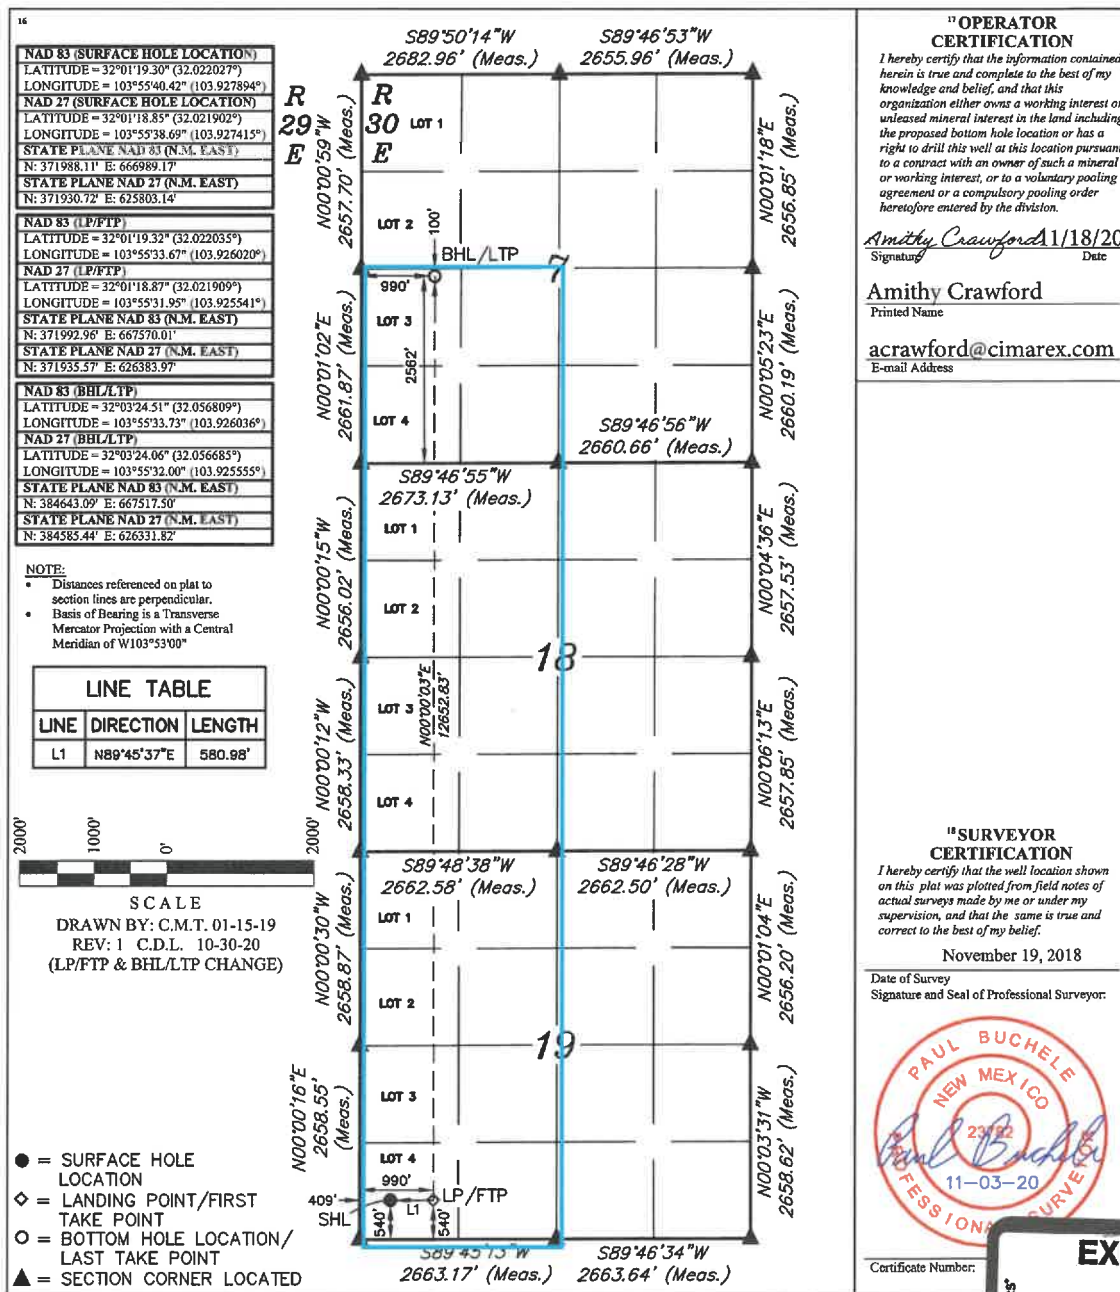 16
NAD 83 (SURFACE HOLE LOCATION)
LATITUDE = 32°01'19.30" (32.022027°)
LONGITUDE = 103°55'40.42" (103.927894°)
NAD 27 (SURFACE HOLE LOCATION)
LATITUDE = 32°01'18.85" (32.021902°)
LONGITUDE = 103°55'38.69" (103.927415°)
STATE PLANE NAD 83 (N.M. EAST)
N: 371988.11' E: 666989.17'
STATE PLANE NAD 27 (N.M. EAST)
N: 371930.72' E: 625803.14'
NAD 83 (LP/FTP)
LATITUDE = 32°01'19.32" (32.022035°)
LONGITUDE = 103°55'33.67" (103.926020°)
NAD 27 (LP/FTP)
LATITUDE = 32°01'18.87" (32.021909°)
LONGITUDE = 103°55'31.95" (103.925541°)
STATE PLANE NAD 83 (N.M. EAST)
N: 371992.96' E: 667570.01'
STATE PLANE NAD 27 (N.M. EAST)
N: 371935.57' E: 626383.97'
NAD 83 (BHL/LTP)
LATITUDE = 32°03'24.51" (32.056809°)
LONGITUDE = 103°55'33.73" (103.926036°)
NAD 27 (BHL/LTP)
LATITUDE = 32°03'24.06" (32.056685°)
LONGITUDE = 103°55'32.00" (103.925555°)
STATE PLANE NAD 83 (N.M. EAST)
N: 384643.09' E: 667517.50'
STATE PLANE NAD 27 (N.M. EAST)
N: 384585.44' E: 626331.82'
NOTE:
• Distances referenced on plat to
section lines are perpendicular.
• Basis of Bearing is a Transverse
Mercator Projection with a Central
Meridian of W103°53'00"
LINE TABLE
LINE DIRECTION LENGTH
L1 N89°45'37"E 580.98'
2000' 1000' 0' 2000'
SCALE
DRAWN BY: C.M.T. 01-15-19
REV: 1 C.D.L. 10-30-20
(LP/FTP & BHL/LTP CHANGE)
● = SURFACE HOLE
LOCATION
◇ = LANDING POINT/FIRST
TAKE POINT
○ = BOTTOM HOLE LOCATION/
LAST TAKE POINT
▲ = SECTION CORNER LOCATED
S89°50'14"W
2682.96' (Meas.)
S89°46'53"W
2655.96' (Meas.)
R
29
E
R
30
E
LOT 1
N00°00'59"W
2657.70' (Meas.)
N00°01'18"E
2656.85' (Meas.)
LOT 2
100'
BHL/LTP
7
990'
LOT 3
2562'
N00°01'02"E
2661.87' (Meas.)
N00°05'23"E
2660.19' (Meas.)
LOT 4
S89°46'56"W
2660.66' (Meas.)
S89°46'55"W
2673.13' (Meas.)
LOT 1
N00°00'15"W
2656.02' (Meas.)
N00°04'36"E
2657.53' (Meas.)
LOT 2
18
LOT 3
N00°00'03"E
12652.83'
N00°00'12"W
2658.33' (Meas.)
N00°06'13"E
2657.85' (Meas.)
LOT 4
S89°48'38"W
2662.58' (Meas.)
S89°46'28"W
2662.50' (Meas.)
LOT 1
N00°00'30"W
2658.87' (Meas.)
N00°01'04"E
2656.20' (Meas.)
LOT 2
19
LOT 3
N00°00'16"E
2658.55'
(Meas.)
N00°03'31"W
2658.62' (Meas.)
LOT 4
990'
409'
LP/FTP
SHL
L1
540'
540'
S89°45'13"W
2663.17' (Meas.)
S89°46'34"W
2663.64' (Meas.)
17 OPERATOR
CERTIFICATION
I hereby certify that the information contained
herein is true and complete to the best of my
knowledge and belief, and that this
organization either owns a working interest or
unleased mineral interest in the land including
the proposed bottom hole location or has a
right to drill this well at this location pursuant
to a contract with an owner of such a mineral
or working interest, or to a voluntary pooling
agreement or a compulsory pooling order
heretofore entered by the division.
Amithy Crawford 11/18/20
Signature Date
Amithy Crawford
Printed Name
acrawford@cimarex.com
E-mail Address
18 SURVEYOR
CERTIFICATION
I hereby certify that the well location shown
on this plat was plotted from field notes of
actual surveys made by me or under my
supervision, and that the same is true and
correct to the best of my belief.
November 19, 2018
Date of Survey
Signature and Seal of Professional Surveyor:
PAUL BUCHELE
NEW MEXICO
23782
Paul Buchele
11-03-20
PROFESSIONAL SURVEYOR
Certificate Number:
EX